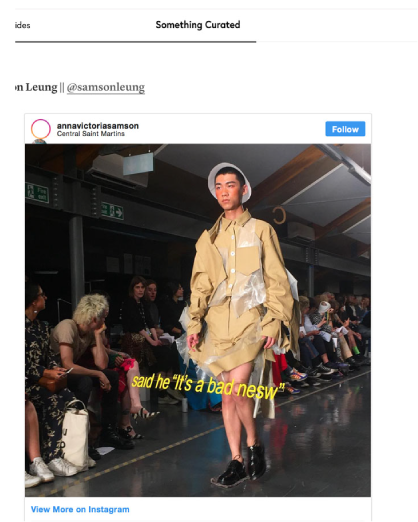 ides
Something Curated
n Leung || @samsonleung
annavictoriasamson
Central Saint Martins
Follow
said he "It's a bad nesw"
View More on Instagram